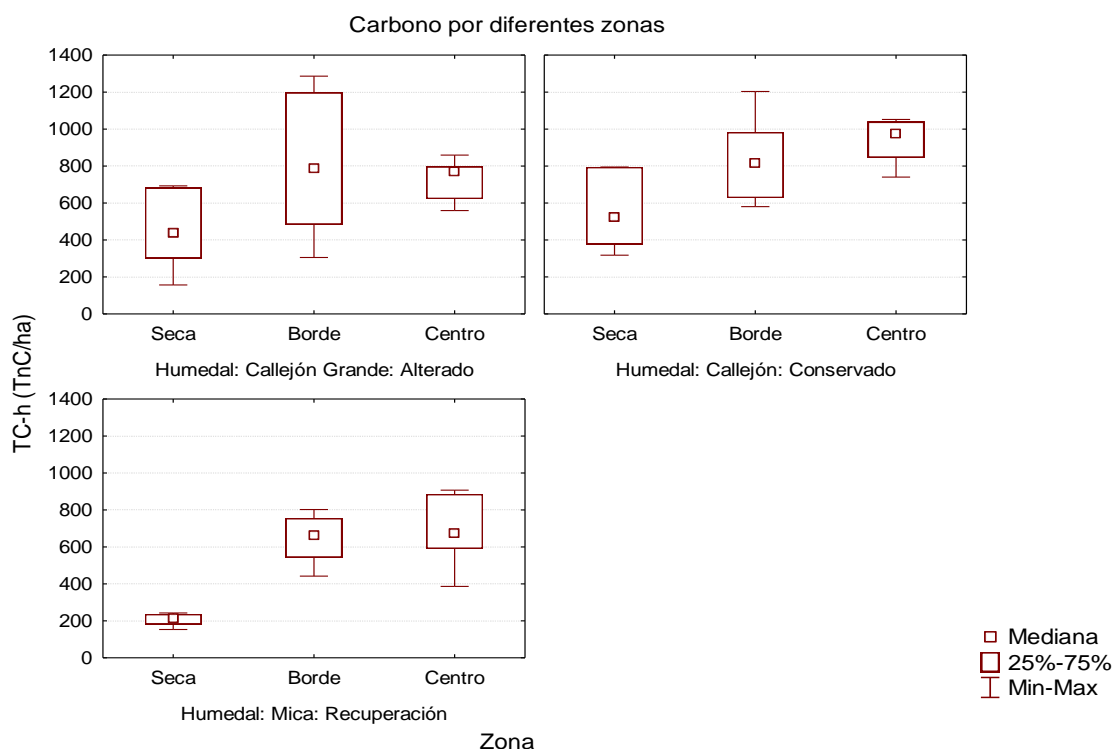 Carbono por diferentes zonas
1400
1200
1000
800
600
400
200
0
Seca Borde Centro
Humedal: Callejón Grande: Alterado
Seca Borde Centro
Humedal: Callejón: Conservado
TC-h (TnC/ha)
1400
1200
1000
800
600
400
200
0
Seca Borde Centro
Humedal: Mica: Recuperación
Zona
Mediana
25%-75%
Min-Max